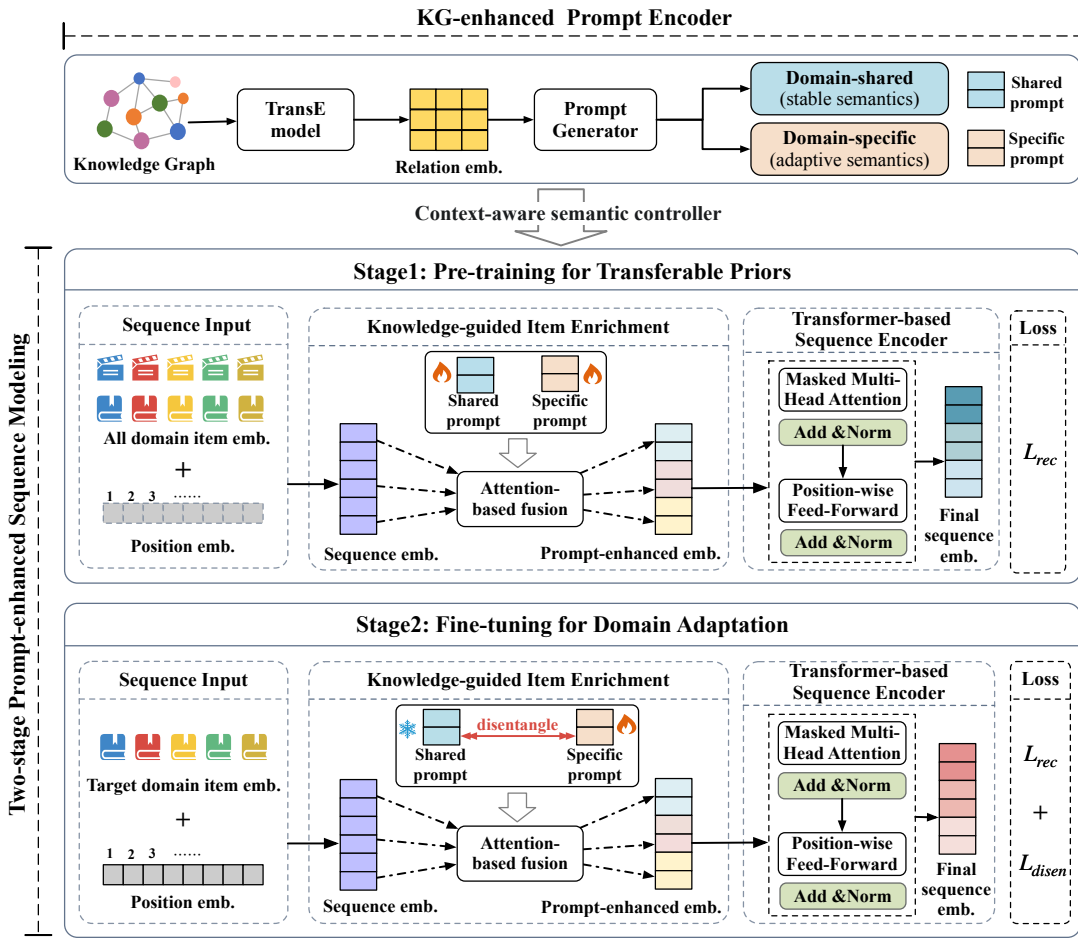 KG-enhanced Prompt Encoder
Knowledge Graph
TransE
model
Relation emb.
Prompt
Generator
Domain-shared
(stable semantics)
Domain-specific
(adaptive semantics)
Shared
prompt
Specific
prompt
Context-aware semantic controller
Two-stage Prompt-enhanced Sequence Modeling
Stage1: Pre-training for Transferable Priors
Sequence Input
All domain item emb.
+
1 2 3 ......
Position emb.
Knowledge-guided Item Enrichment
Shared
prompt
Specific
prompt
Attention-
based fusion
Sequence emb.
Prompt-enhanced emb.
Transformer-based
Sequence Encoder
Masked Multi-
Head Attention
Add &Norm
Position-wise
Feed-Forward
Add &Norm
Final
sequence
emb.
Loss
L_rec
Stage2: Fine-tuning for Domain Adaptation
Sequence Input
Target domain item emb.
+
1 2 3 ......
Position emb.
Knowledge-guided Item Enrichment
disentangle
Shared
prompt
Specific
prompt
Attention-
based fusion
Sequence emb.
Prompt-enhanced emb.
Transformer-based
Sequence Encoder
Masked Multi-
Head Attention
Add &Norm
Position-wise
Feed-Forward
Add &Norm
Final
sequence
emb.
Loss
L_rec
+
L_disen